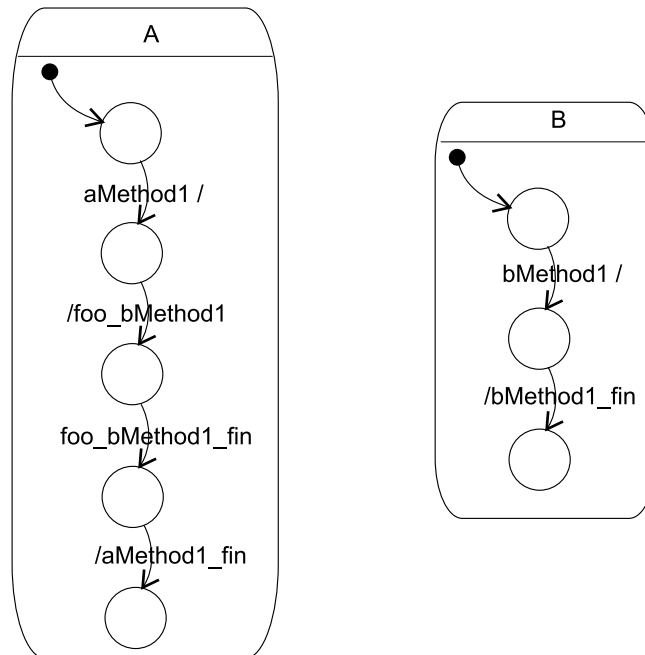 A
aMethod1 /
/foo_bMethod1
foo_bMethod1_fin
/aMethod1_fin
B
bMethod1 /
/bMethod1_fin